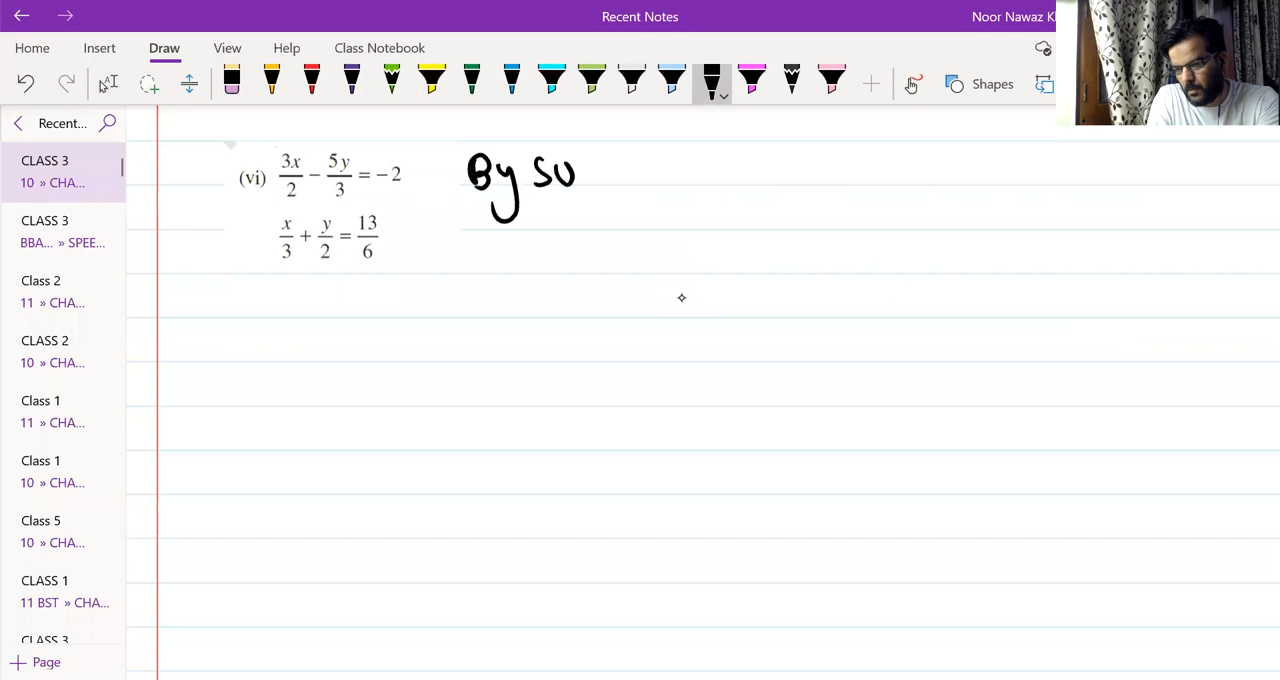 Recent Notes
Noor Nawaz
Home Insert Draw View Help Class Notebook
Shapes
Recent...
CLASS 3
10 » CHA...
CLASS 3
BBA... » SPEE...
Class 2
11 » CHA...
CLASS 2
10 » CHA...
Class 1
11 » CHA...
Class 1
10 » CHA...
Class 5
10 » CHA...
CLASS 1
11 BST » CHA...
CLASS 3
+ Page
(vi) 3x/2 − 5y/3 = −2
x/3 + y/2 = 13/6
By SU